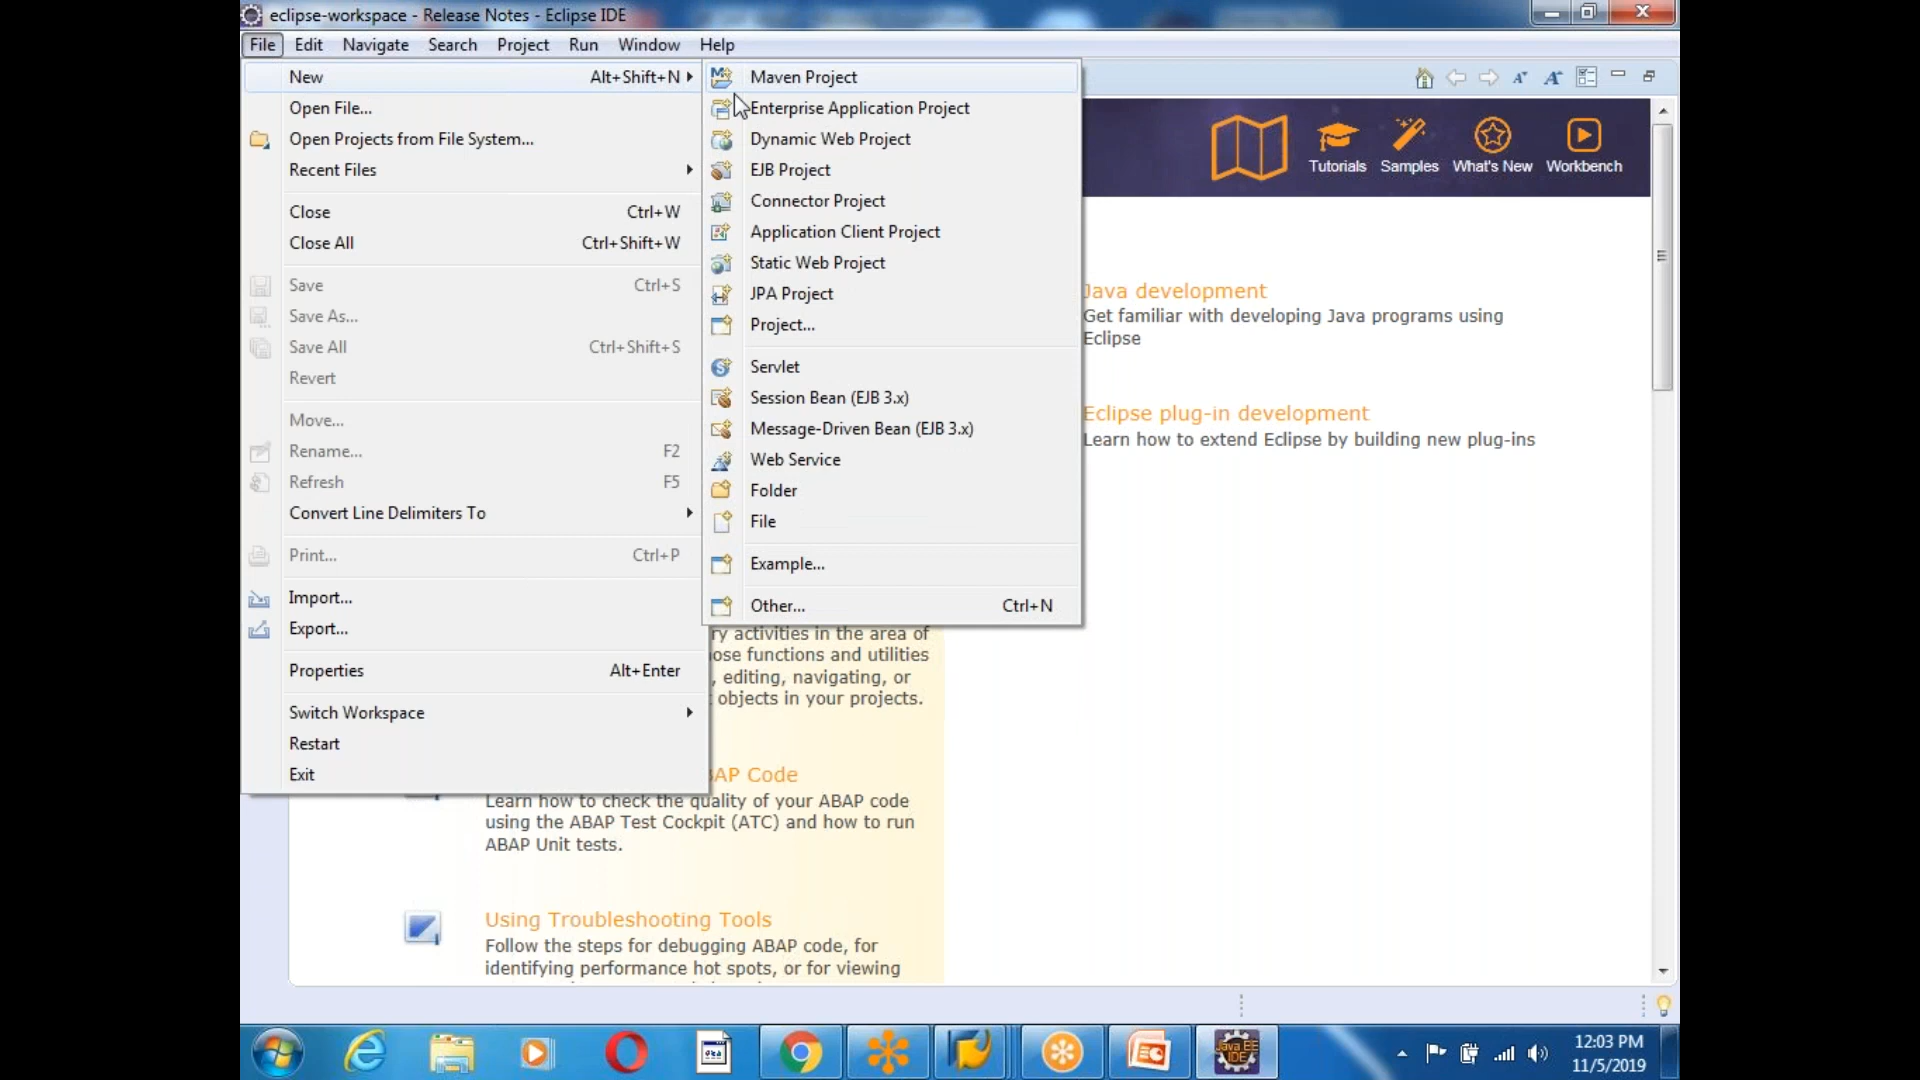 eclipse-workspace - Release Notes - Eclipse IDE
File Edit Navigate Search Project Run Window Help
New Alt+Shift+N
Open File...
Open Projects from File System...
Recent Files
Close Ctrl+W
Close All Ctrl+Shift+W
Save Ctrl+S
Save As...
Save All Ctrl+Shift+S
Revert
Move...
Rename... F2
Refresh F5
Convert Line Delimiters To
Print... Ctrl+P
Import...
Export...
Properties Alt+Enter
Switch Workspace
Restart
Exit
Maven Project
Enterprise Application Project
Dynamic Web Project
EJB Project
Connector Project
Application Client Project
Static Web Project
JPA Project
Project...
Servlet
Session Bean (EJB 3.x)
Message-Driven Bean (EJB 3.x)
Web Service
Folder
File
Example...
Other... Ctrl+N
Tutorials Samples What's New Workbench
Java development
Get familiar with developing Java programs using
Eclipse
Eclipse plug-in development
Learn how to extend Eclipse by building new plug-ins
ry activities in the area of
ose functions and utilities
, editing, navigating, or
objects in your projects.
BAP Code
Learn how to check the quality of your ABAP code
using the ABAP Test Cockpit (ATC) and how to run
ABAP Unit tests.
Using Troubleshooting Tools
Follow the steps for debugging ABAP code, for
identifying performance hot spots, or for viewing
Java EE
IDE
12:03 PM
11/5/2019